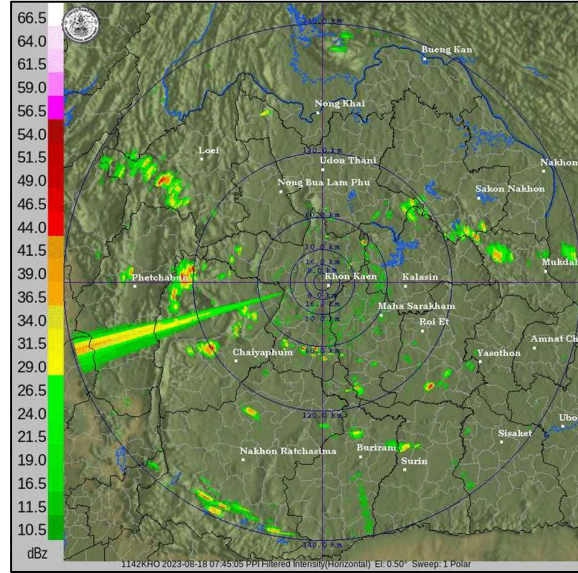 66.5
64.0
61.5
59.0
56.5
54.0
51.5
49.0
46.5
44.0
41.5
39.0
36.5
34.0
31.5
29.0
26.5
24.0
21.5
19.0
16.5
13.0
10.5
dBz
Bueng Kan
Nong Khai
Loei
Udon Thani
Nakhon
Nong Bua Lam Phu
Sakon Nakhon
Phetchabun
Khon Kaen
Kalasin
Mukdah
Maha Sarakham
Roi Et
Chaiyaphum
Yasothon
Amnat Ch
120.0 km
Ubo
Sisaket
Nakhon Ratchasima
Buriram
Surin
1142KHO 2023-08-18 07:45:05 PPI Filtered Intensity(Horizontal) El: 0.50° Sweep: 1 Polar